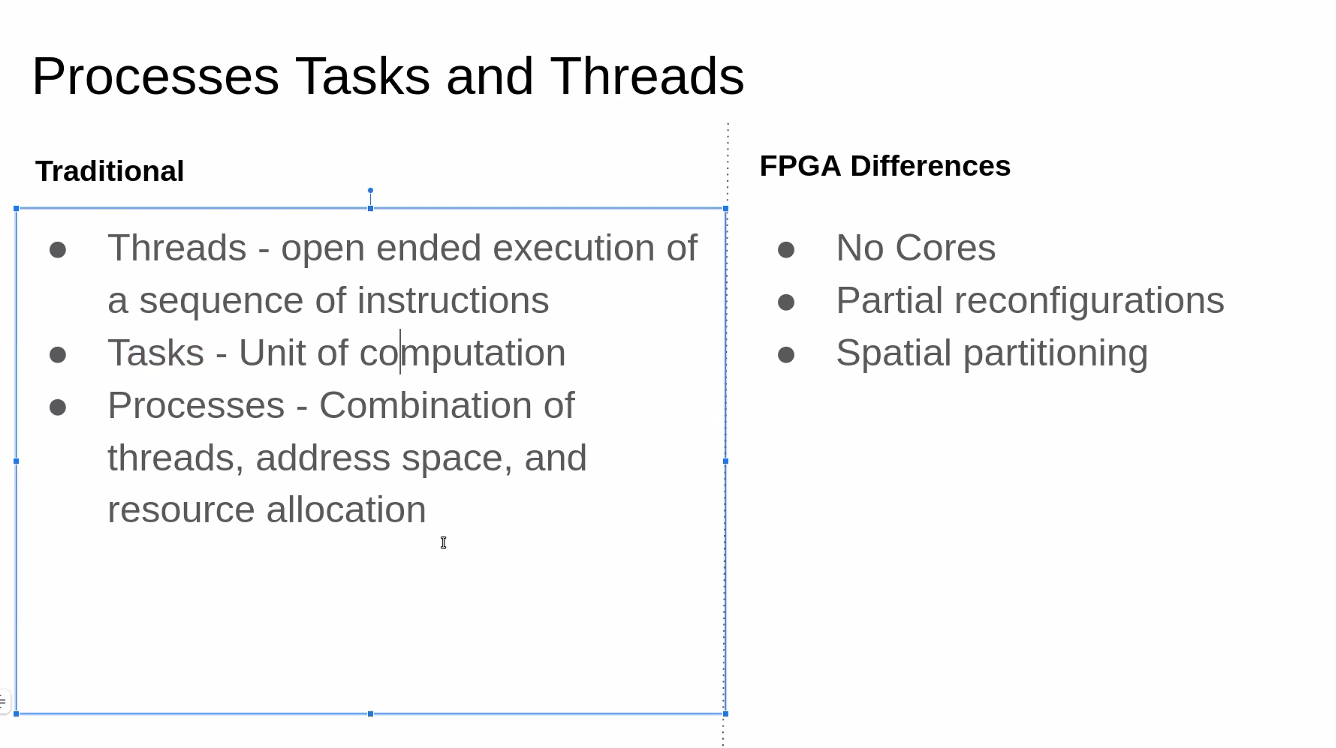 Processes Tasks and Threads
Traditional
● Threads - open ended execution of
a sequence of instructions
● Tasks - Unit of computation
● Processes - Combination of
threads, address space, and
resource allocation
FPGA Differences
● No Cores
● Partial reconfigurations
● Spatial partitioning